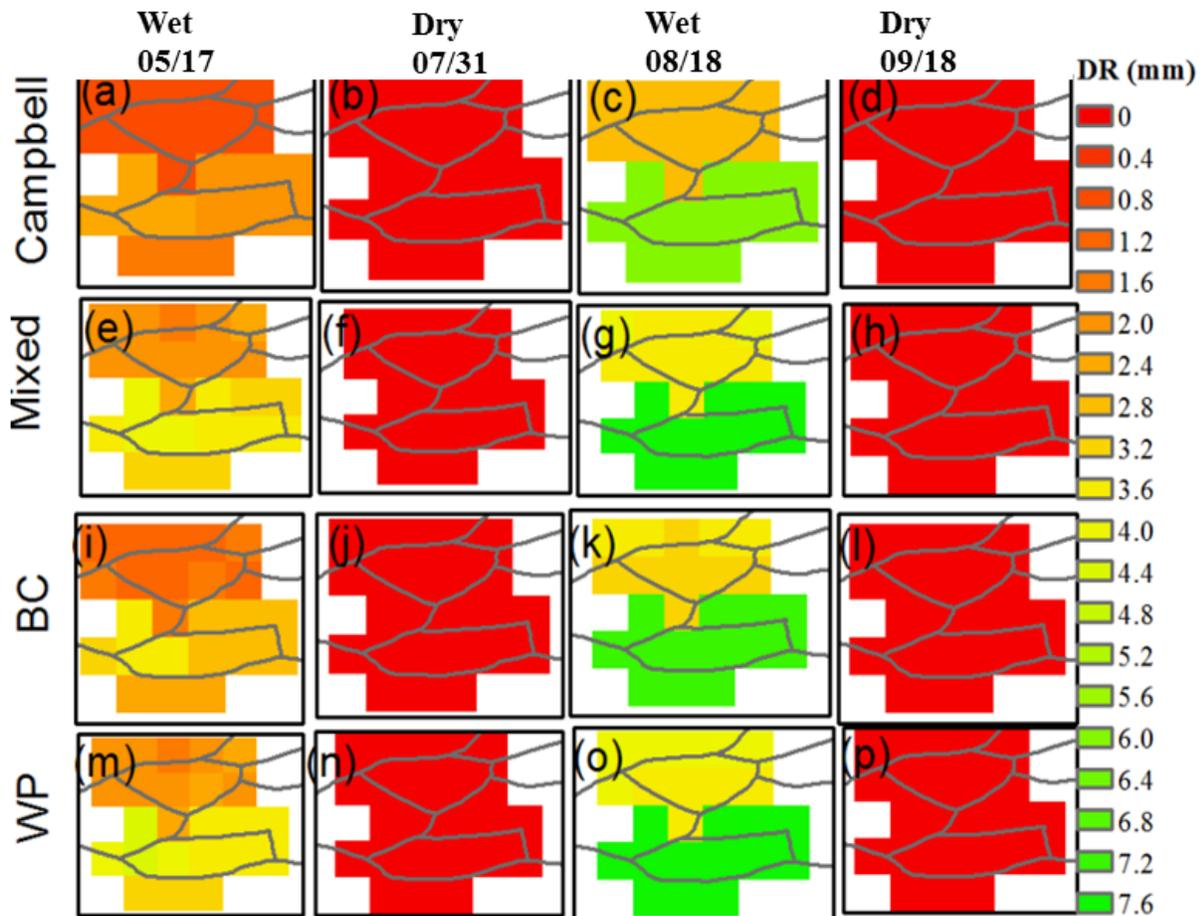 Wet Dry Wet Dry
05/17 07/31 08/18 09/18
DR (mm)
Campbell
(a) (b) (c) (d)
0
0.4
0.8
1.2
1.6
Mixed
(e) (f) (g) (h)
2.0
2.4
2.8
3.2
3.6
BC
(i) (j) (k) (l)
4.0
4.4
4.8
5.2
5.6
WP
(m) (n) (o) (p)
6.0
6.4
6.8
7.2
7.6